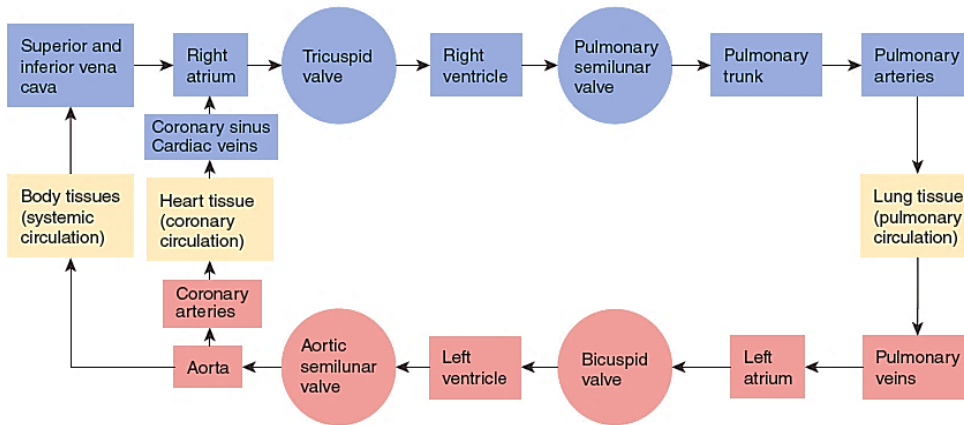 Superior and
inferior vena
cava
Right
atrium
Tricuspid
valve
Right
ventricle
Pulmonary
semilunar
valve
Pulmonary
trunk
Pulmonary
arteries
Coronary sinus
Cardiac veins
Body tissues
(systemic
circulation)
Heart tissue
(coronary
circulation)
Lung tissue
(pulmonary
circulation)
Coronary
arteries
Aorta
Aortic
semilunar
valve
Left
ventricle
Bicuspid
valve
Left
atrium
Pulmonary
veins